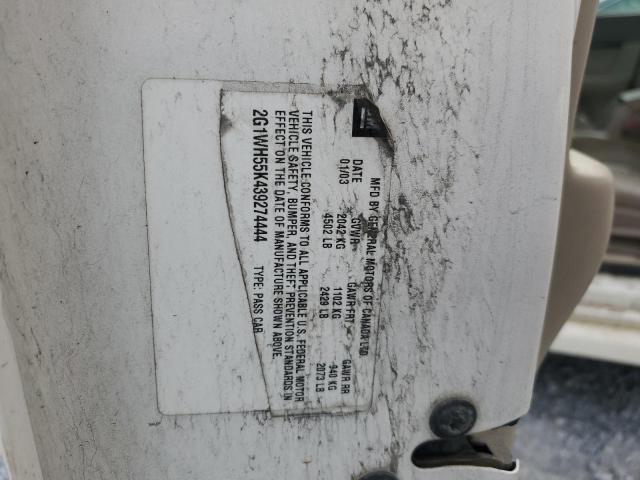 GM
MFD BY GENERAL MOTORS OF CANADA LTD
DATE GVWR GAWR FRT GAWR RR
01/03 2042 KG 1102 KG 940 KG
4502 LB 2429 LB 2073 LB
THIS VEHICLE CONFORMS TO ALL APPLICABLE U.S. FEDERAL MOTOR
VEHICLE SAFETY, BUMPER, AND THEFT PREVENTION STANDARDS IN
EFFECT ON THE DATE OF MANUFACTURE SHOWN ABOVE.
2G1WH55K439274444 TYPE: PASS CAR